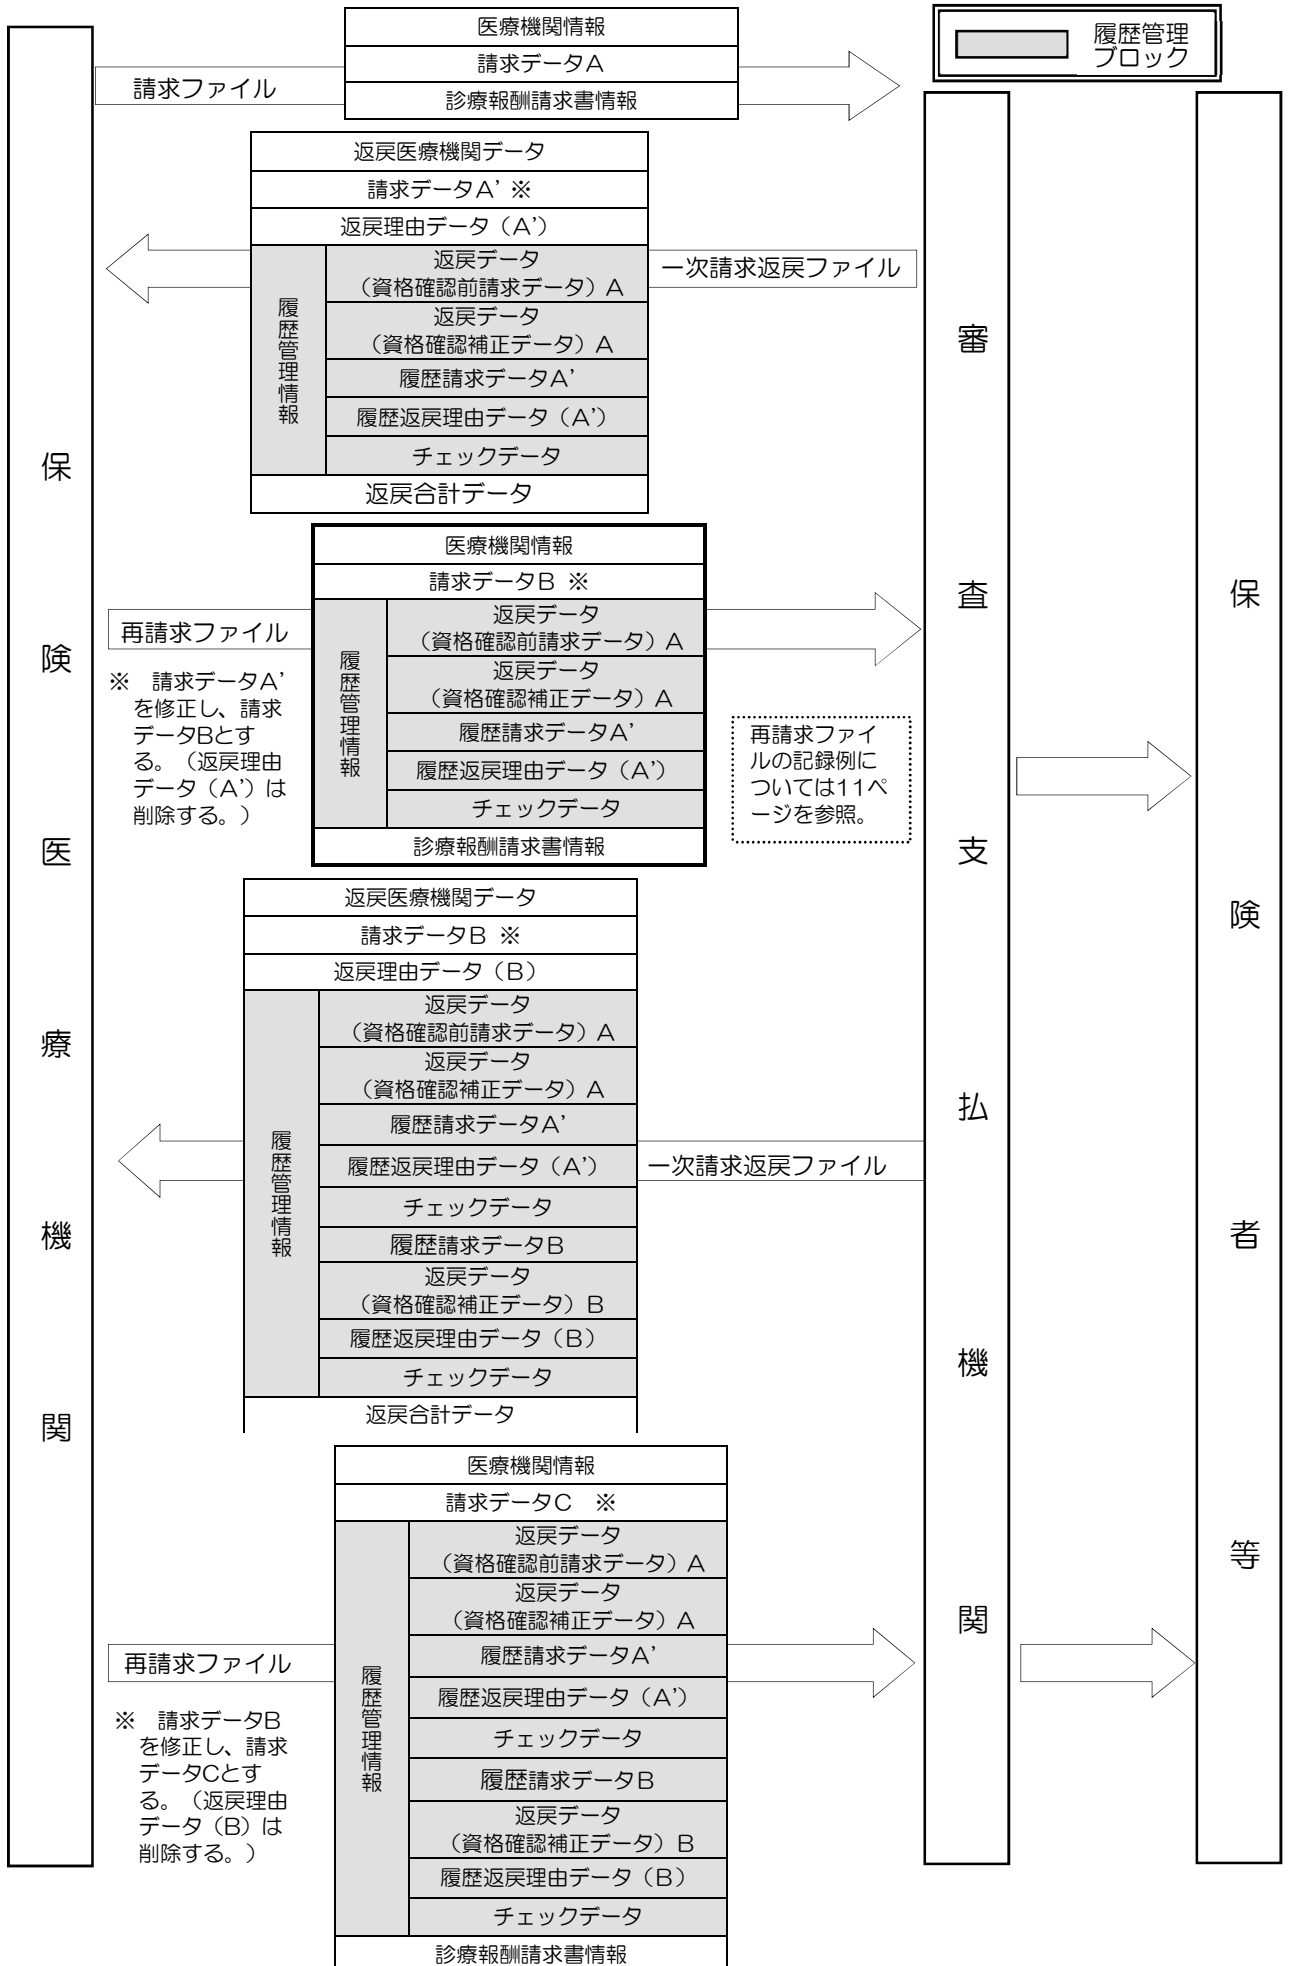 医療機関情報
請求データA
診療報酬請求書情報
請求ファイル
履歴管理
ブロック
返戻医療機関データ
請求データA’ ※
返戻理由データ（A’）
返戻データ
（資格確認前請求データ）A
返戻データ
（資格確認補正データ）A
履歴請求データA’
履歴返戻理由データ（A’）
チェックデータ
履歴管理情報
返戻合計データ
一次請求返戻ファイル
医療機関情報
請求データB ※
返戻データ
（資格確認前請求データ）A
返戻データ
（資格確認補正データ）A
履歴請求データA’
履歴返戻理由データ（A’）
チェックデータ
履歴管理情報
診療報酬請求書情報
再請求ファイル
※　請求データA’
を修正し、請求
データBとす
る。（返戻理由
データ（A’）は
削除する。）
再請求ファイ
ルの記録例に
ついては11ペ
ージを参照。
返戻医療機関データ
請求データB ※
返戻理由データ（B）
返戻データ
（資格確認前請求データ）A
返戻データ
（資格確認補正データ）A
履歴請求データA’
履歴返戻理由データ（A’）
チェックデータ
履歴請求データB
返戻データ
（資格確認補正データ）B
履歴返戻理由データ（B）
チェックデータ
履歴管理情報
返戻合計データ
一次請求返戻ファイル
医療機関情報
請求データC　※
返戻データ
（資格確認前請求データ）A
返戻データ
（資格確認補正データ）A
履歴請求データA’
履歴返戻理由データ（A’）
チェックデータ
履歴請求データB
返戻データ
（資格確認補正データ）B
履歴返戻理由データ（B）
チェックデータ
履歴管理情報
診療報酬請求書情報
再請求ファイル
※　請求データB
を修正し、請求
データCとす
る。（返戻理由
データ（B）は
削除する。）
保険医療機関
審査支払機関
保険者等